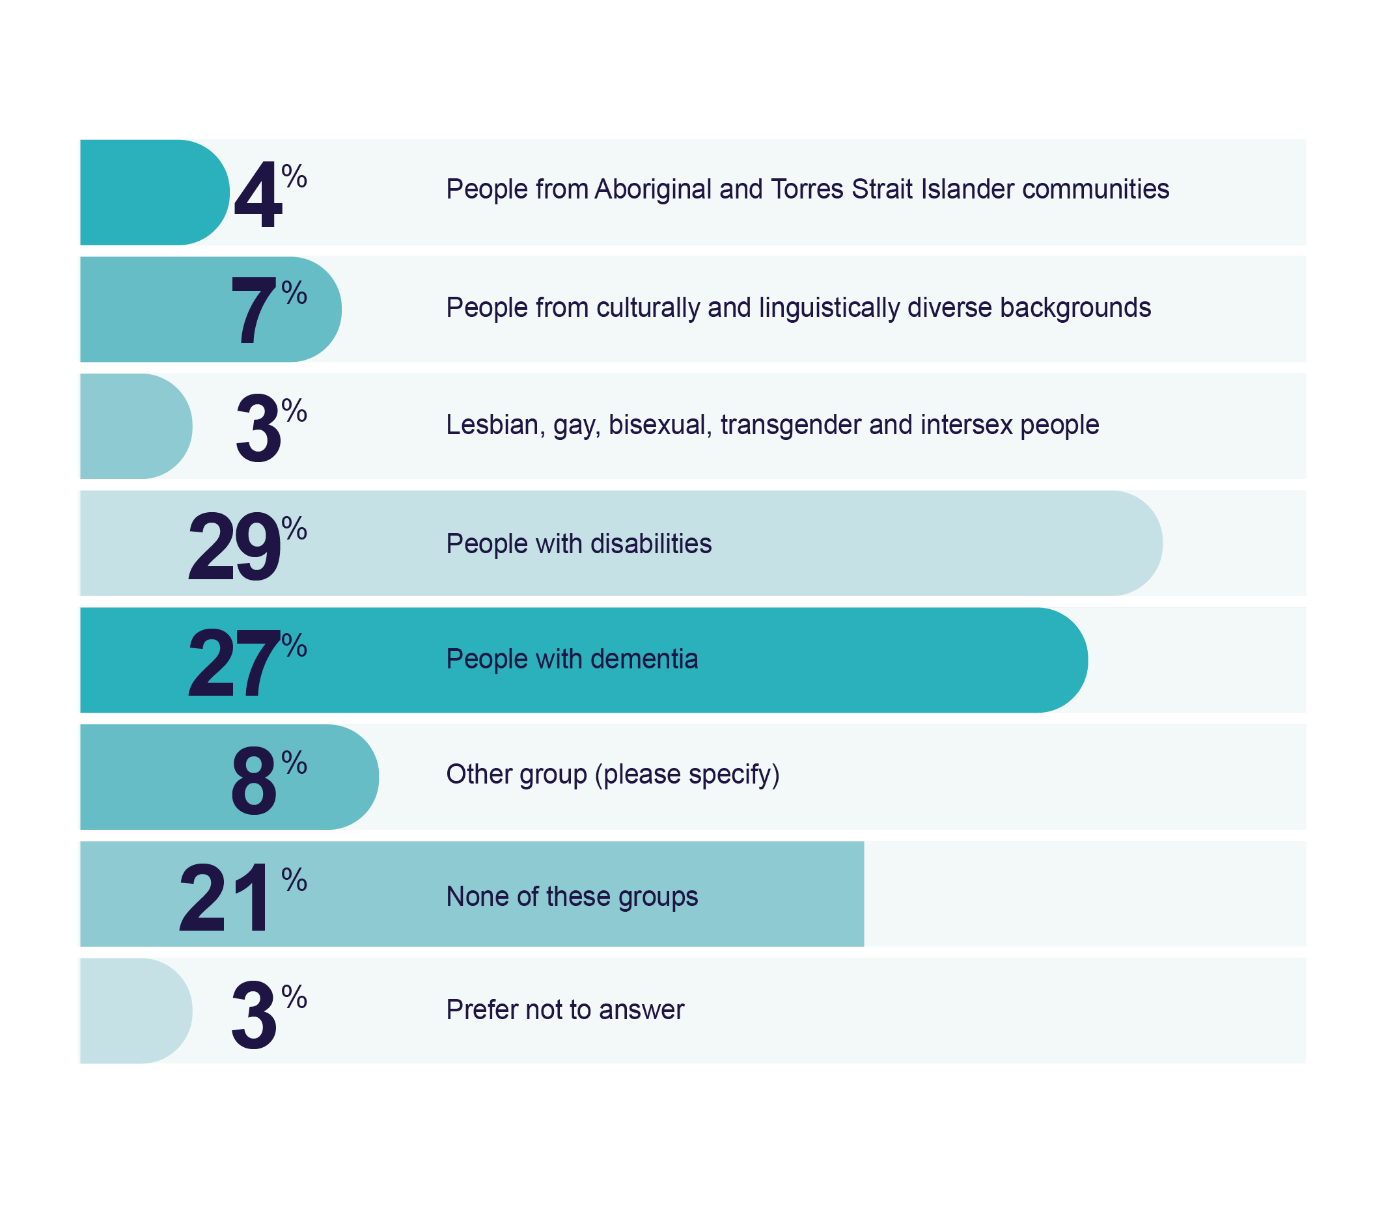 4% People from Aboriginal and Torres Strait Islander communities
7% People from culturally and linguistically diverse backgrounds
3% Lesbian, gay, bisexual, transgender and intersex people
29% People with disabilities
27% People with dementia
8% Other group (please specify)
21% None of these groups
3% Prefer not to answer